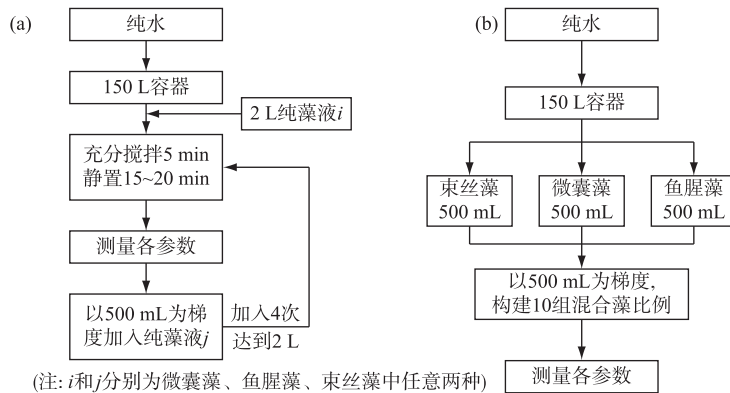 (a)
纯水
150 L容器
2 L纯藻液i
充分搅拌5 min
静置15~20 min
测量各参数
以500 mL为梯
度加入纯藻液j
加入4次
达到2 L
(b)
纯水
150 L容器
束丝藻
500 mL
微囊藻
500 mL
鱼腥藻
500 mL
以500 mL为梯度,
构建10组混合藻比例
测量各参数
(注: i和j分别为微囊藻、鱼腥藻、束丝藻中任意两种)